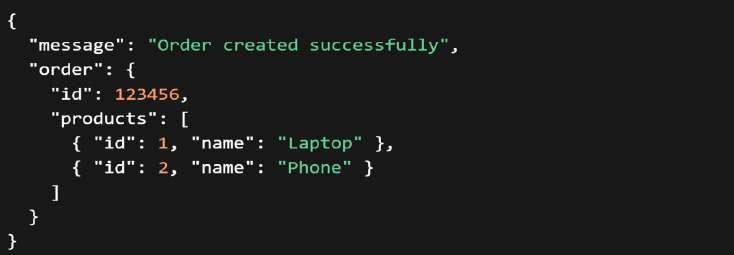 {
  "message": "Order created successfully",
  "order": {
    "id": 123456,
    "products": [
      { "id": 1, "name": "Laptop" },
      { "id": 2, "name": "Phone" }
    ]
  }
}